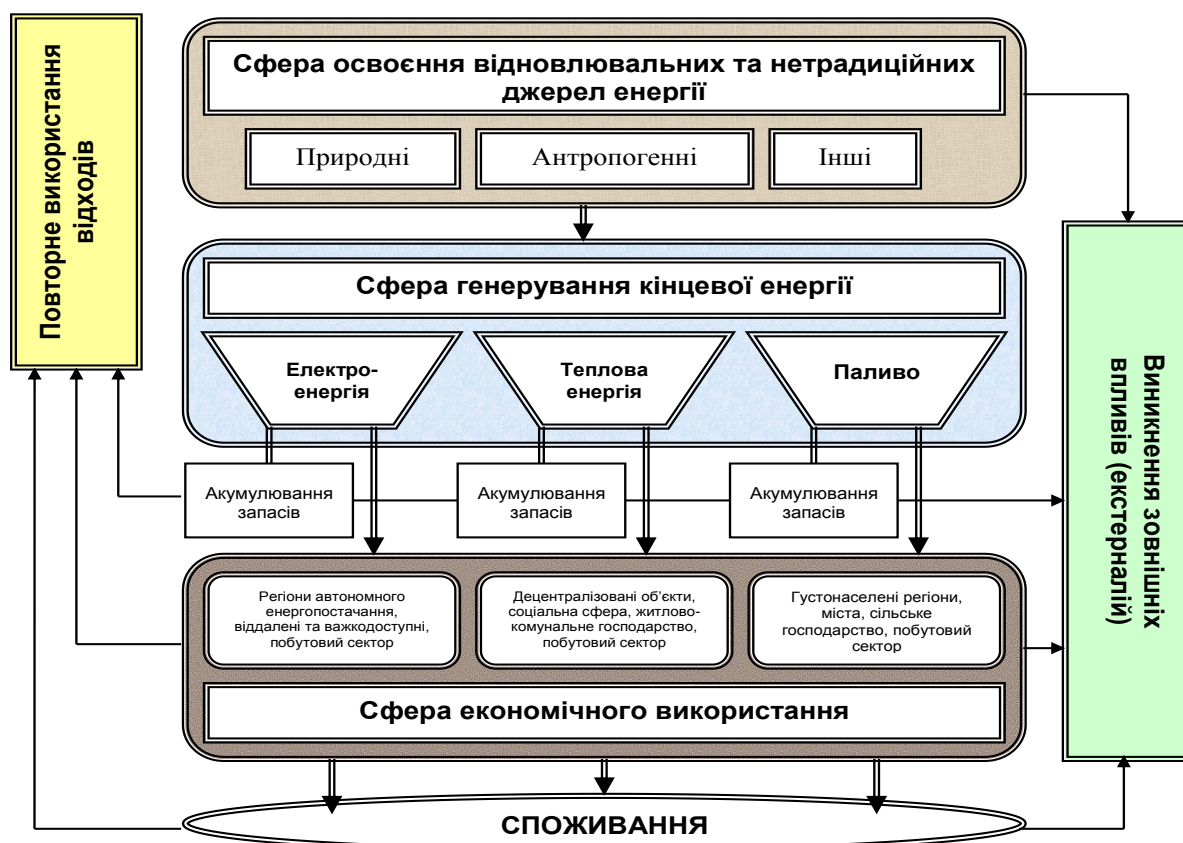 Повторне використання
відходів
Сфера освоєння відновлювальних та нетрадиційних
джерел енергії
Природні
Антропогенні
Інші
Сфера генерування кінцевої енергії
Електро-
енергія
Теплова
енергія
Паливо
Акумулювання
запасів
Акумулювання
запасів
Акумулювання
запасів
Виникнення зовнішніх
впливів (екстерналій)
Регіони автономного
енергопостачання,
віддалені та важкодоступні,
побутовий сектор
Децентралізовані об’єкти,
соціальна сфера, житлово-
комунальне господарство,
побутовий сектор
Густонаселені регіони,
міста, сільське
господарство, побутовий
сектор
Сфера економічного використання
СПОЖИВАННЯ